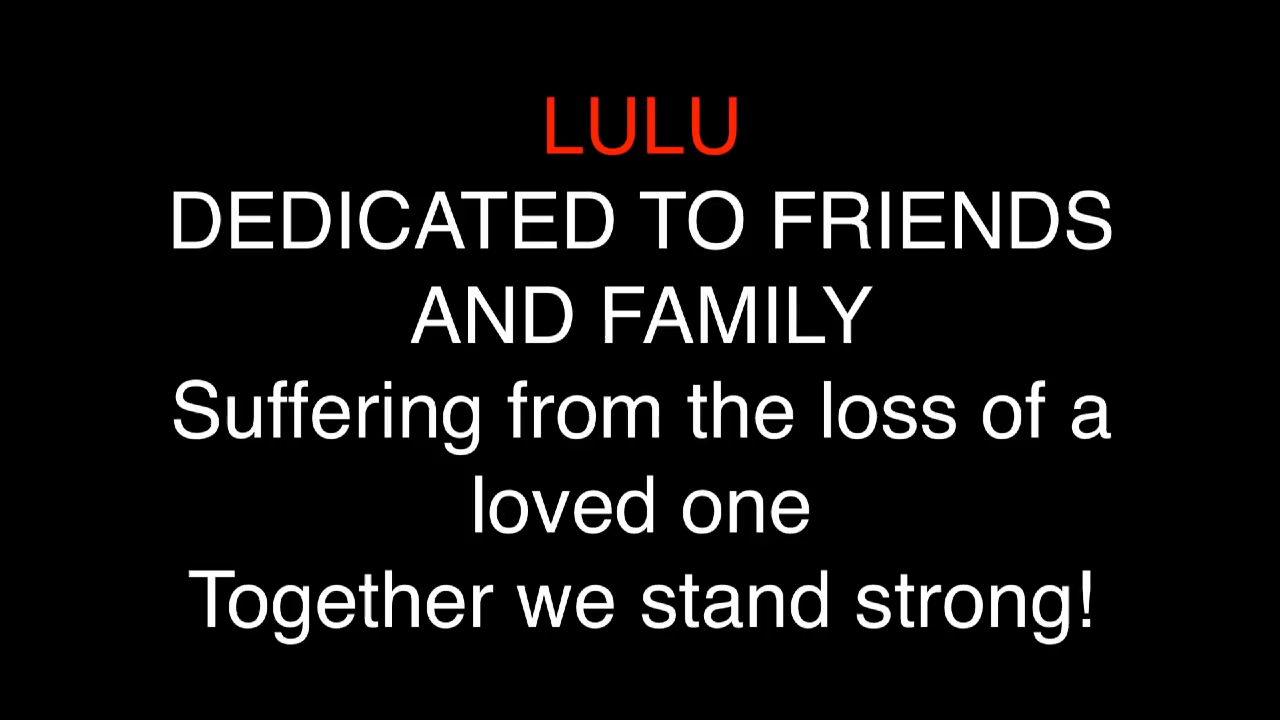 LULU
DEDICATED TO FRIENDS
AND FAMILY
Suffering from the loss of a
loved one
Together we stand strong!